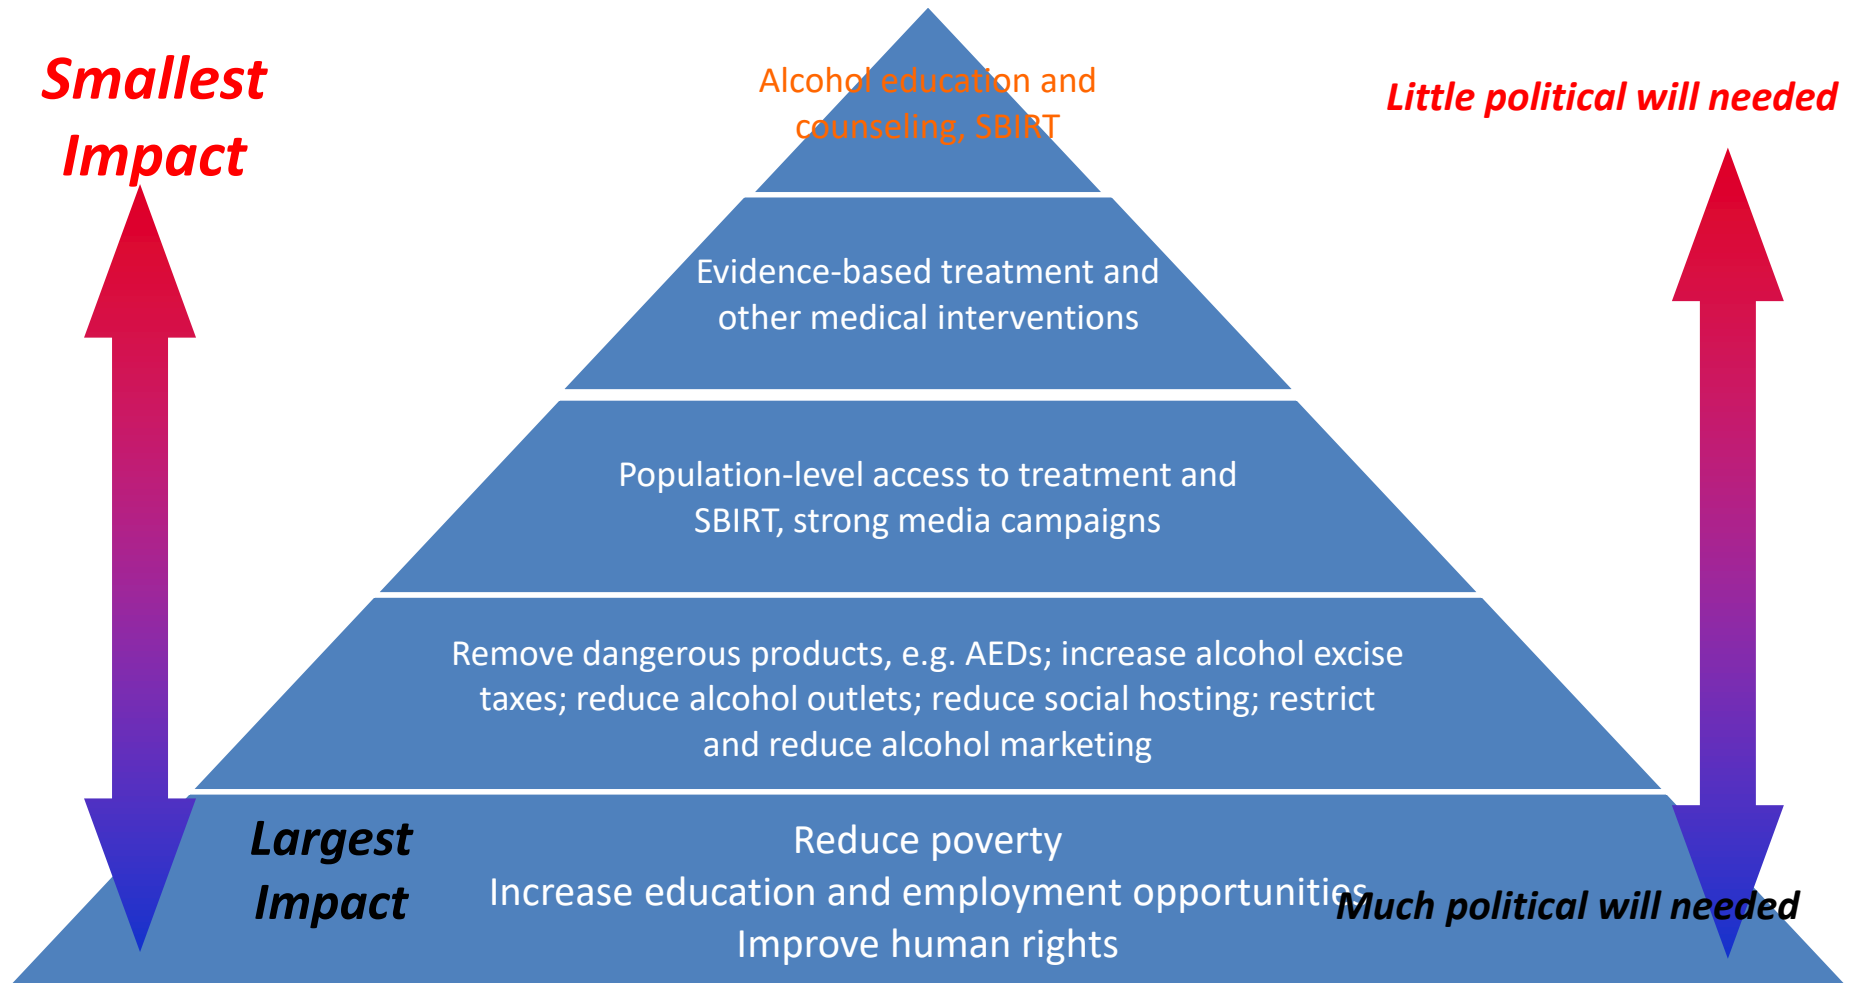 Smallest
Impact
Alcohol education and
counseling, SBIRT
Little political will needed
Evidence-based treatment and
other medical interventions
Population-level access to treatment and
SBIRT, strong media campaigns
Remove dangerous products, e.g. AEDs; increase alcohol excise
taxes; reduce alcohol outlets; reduce social hosting; restrict
and reduce alcohol marketing
Largest
Impact
Reduce poverty
Increase education and employment opportunities
Improve human rights
Much political will needed